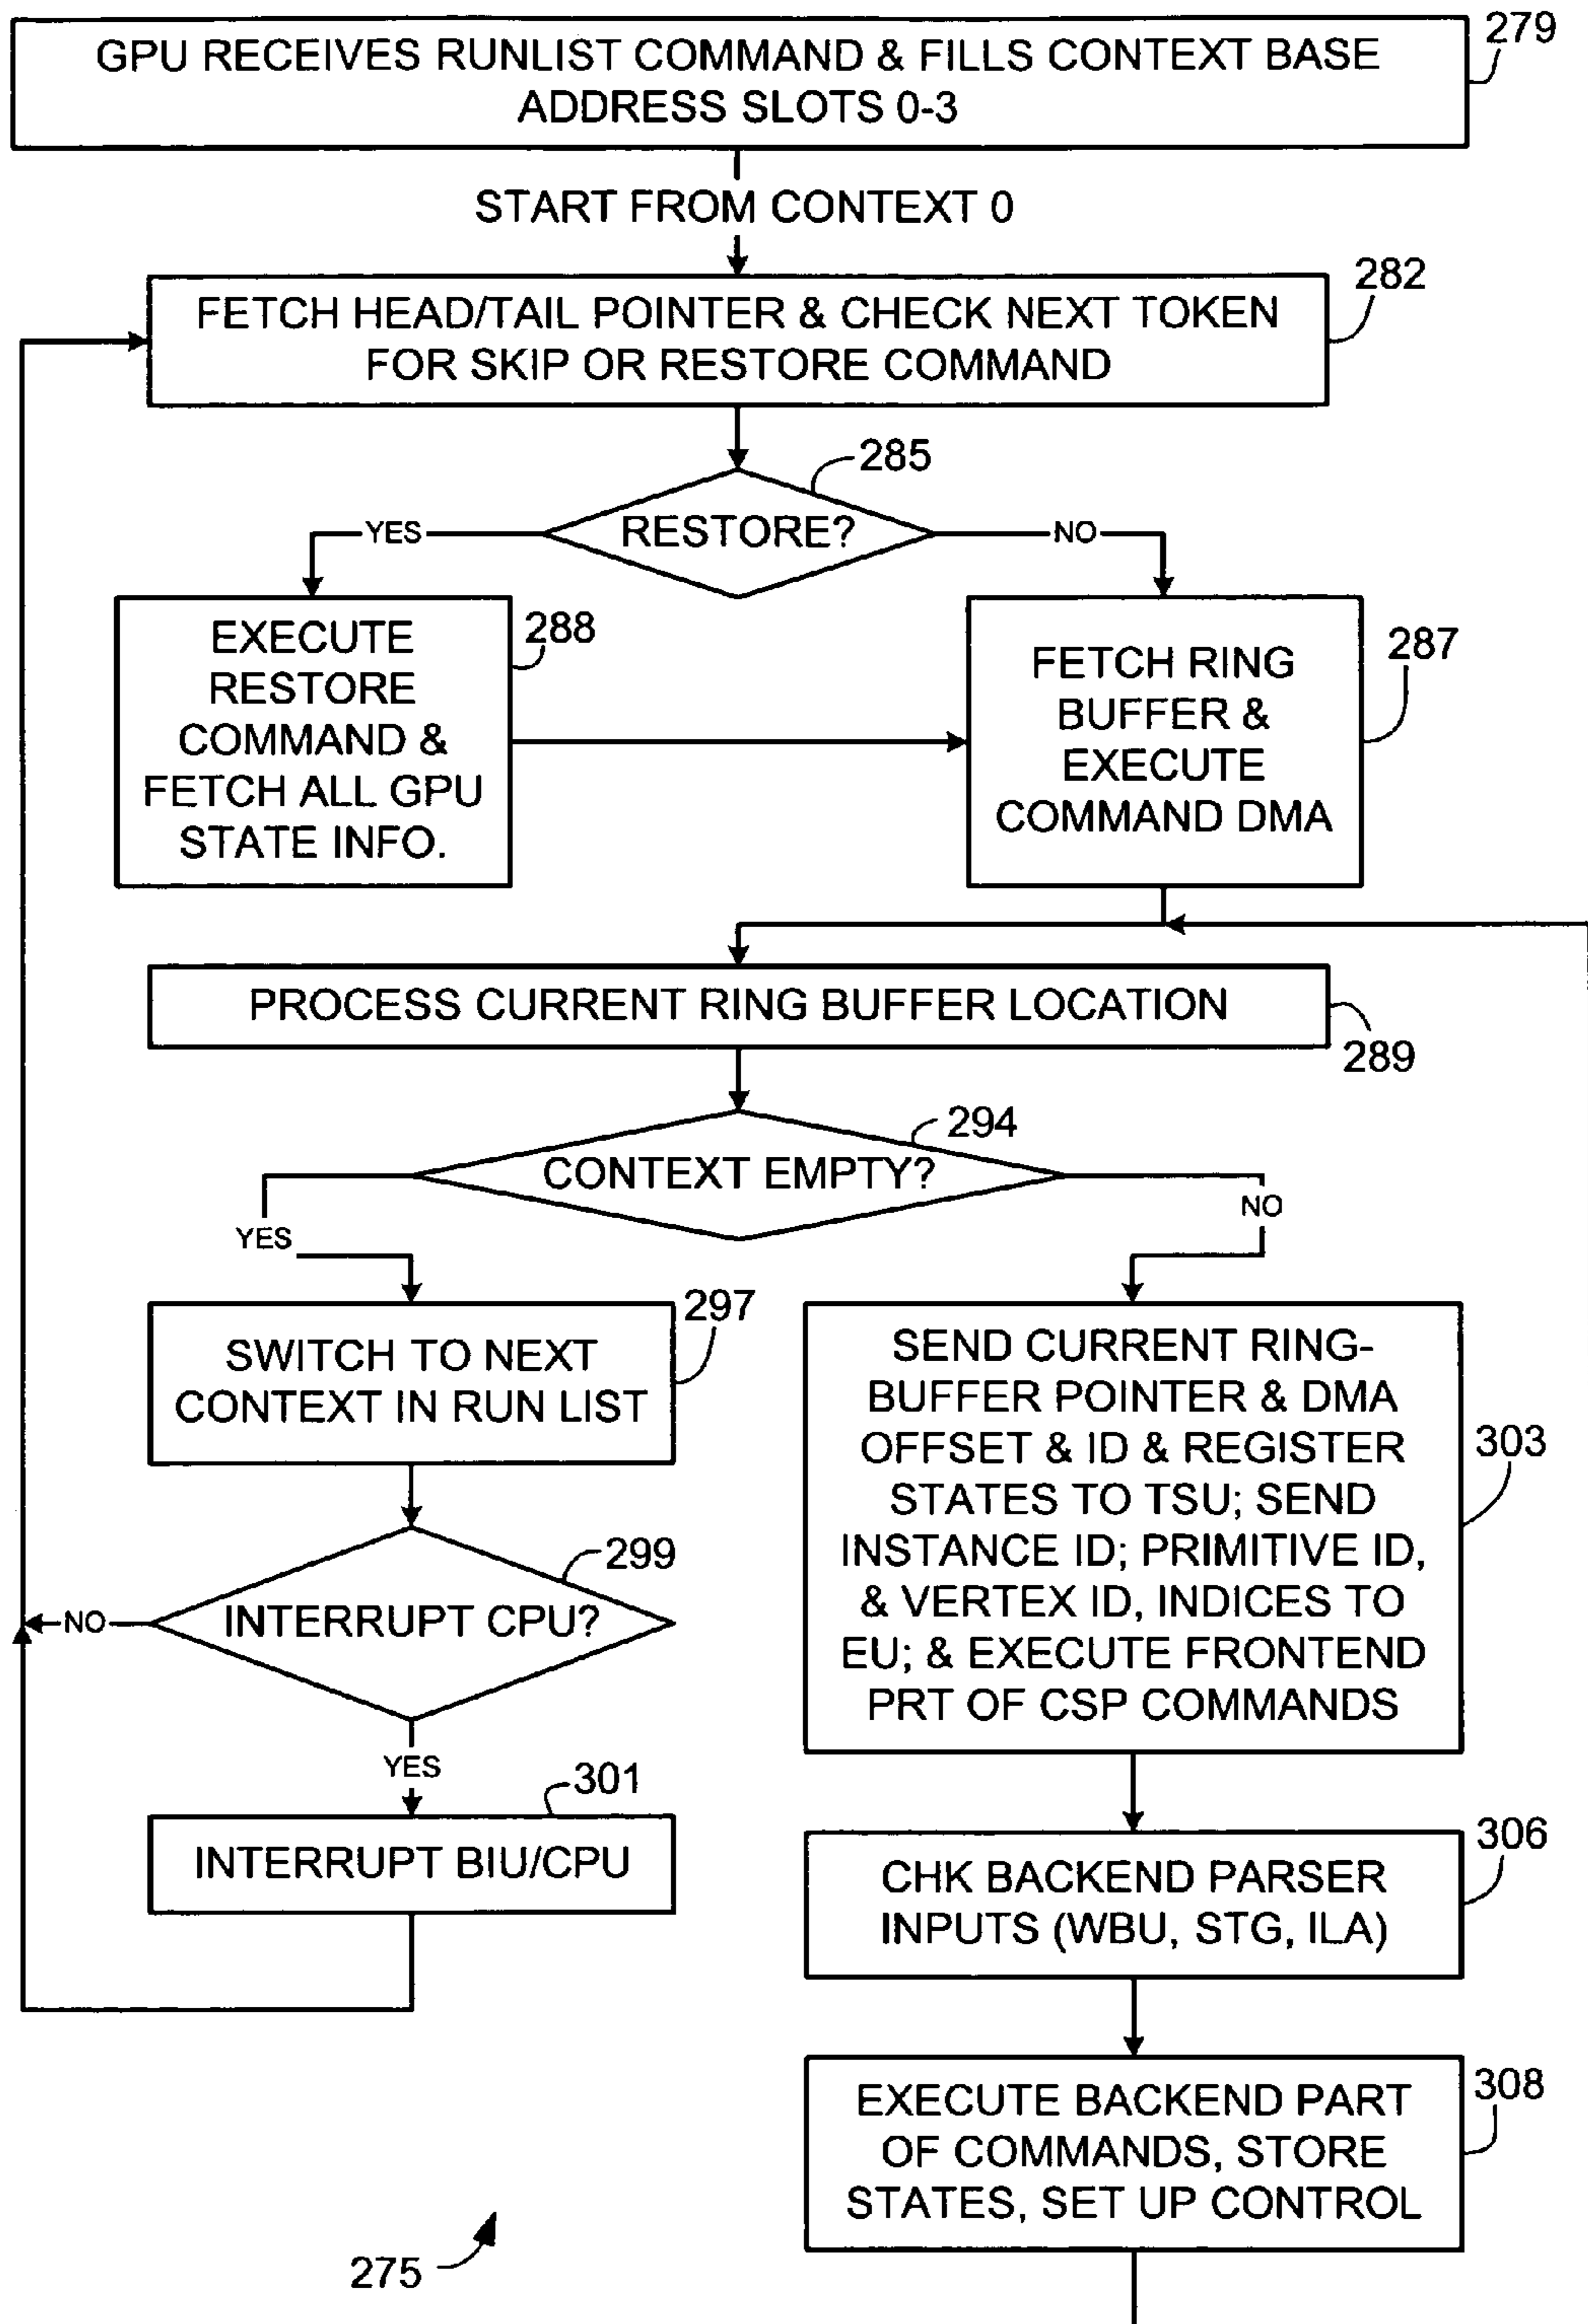 279
GPU RECEIVES RUNLIST COMMAND & FILLS CONTEXT BASE
ADDRESS SLOTS 0-3
START FROM CONTEXT 0
282
FETCH HEAD/TAIL POINTER & CHECK NEXT TOKEN
FOR SKIP OR RESTORE COMMAND
285
RESTORE?
YES
NO
288
EXECUTE
RESTORE
COMMAND &
FETCH ALL GPU
STATE INFO.
287
FETCH RING
BUFFER &
EXECUTE
COMMAND DMA
PROCESS CURRENT RING BUFFER LOCATION
289
294
CONTEXT EMPTY?
YES
NO
297
SWITCH TO NEXT
CONTEXT IN RUN LIST
299
INTERRUPT CPU?
NO
YES
301
INTERRUPT BIU/CPU
SEND CURRENT RING-
BUFFER POINTER & DMA
OFFSET & ID & REGISTER
STATES TO TSU; SEND
INSTANCE ID; PRIMITIVE ID,
& VERTEX ID, INDICES TO
EU; & EXECUTE FRONTEND
PRT OF CSP COMMANDS
303
306
CHK BACKEND PARSER
INPUTS (WBU, STG, ILA)
308
EXECUTE BACKEND PART
OF COMMANDS, STORE
STATES, SET UP CONTROL
275